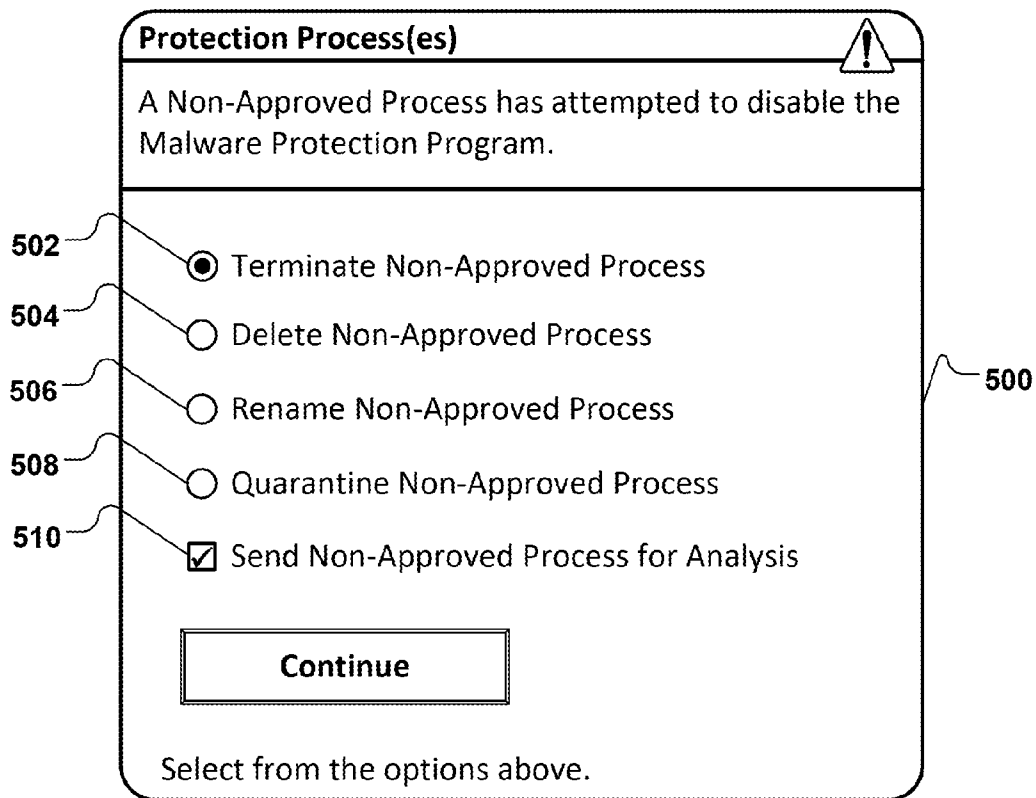 Protection Process(es)
A Non-Approved Process has attempted to disable the
Malware Protection Program.
502
Terminate Non-Approved Process
504
Delete Non-Approved Process
506
Rename Non-Approved Process
500
508
Quarantine Non-Approved Process
510
Send Non-Approved Process for Analysis
Continue
Select from the options above.